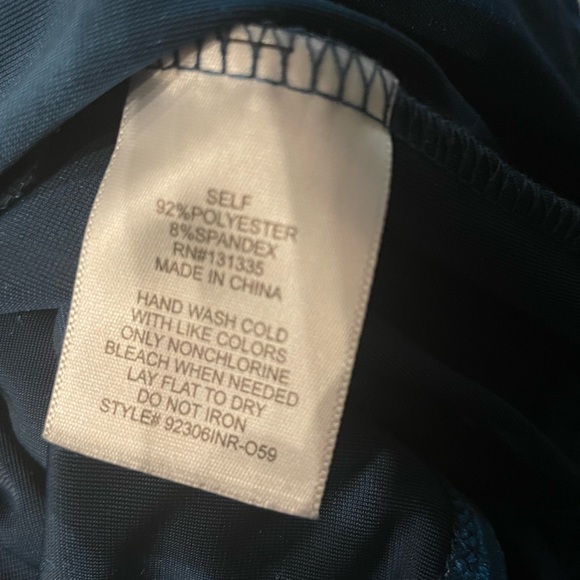 SELF
92%POLYESTER
8%SPANDEX
RN#131335
MADE IN CHINA
HAND WASH COLD
WITH LIKE COLORS
ONLY NONCHLORINE
BLEACH WHEN NEEDED
LAY FLAT TO DRY
DO NOT IRON
STYLE# 92306INR-O59